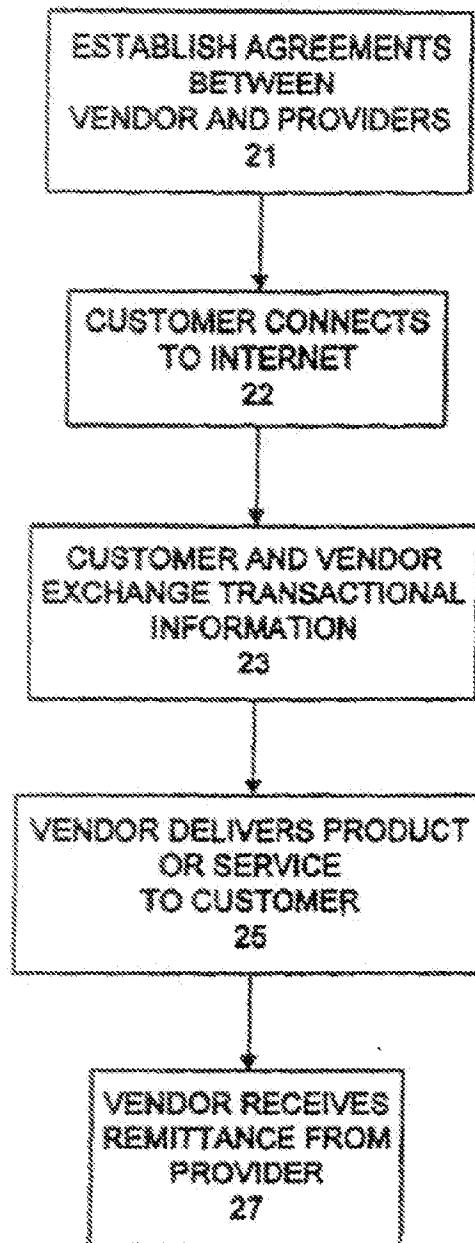 ESTABLISH AGREEMENTS
BETWEEN
VENDOR AND PROVIDERS
21
CUSTOMER CONNECTS
TO INTERNET
22
CUSTOMER AND VENDOR
EXCHANGE TRANSACTIONAL
INFORMATION
23
VENDOR DELIVERS PRODUCT
OR SERVICE
TO CUSTOMER
25
VENDOR RECEIVES
REMITTANCE FROM
PROVIDER
27